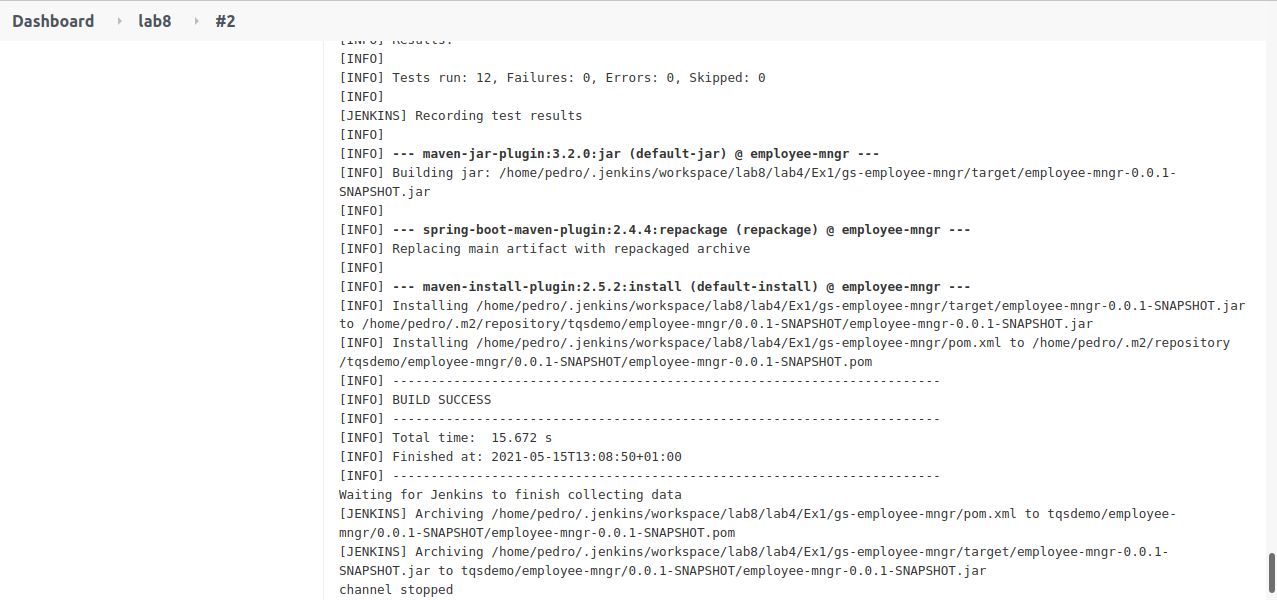 Dashboard lab8 #2
[INFO] Results:
[INFO]
[INFO] Tests run: 12, Failures: 0, Errors: 0, Skipped: 0
[INFO]
[JENKINS] Recording test results
[INFO]
[INFO] --- maven-jar-plugin:3.2.0:jar (default-jar) @ employee-mngr ---
[INFO] Building jar: /home/pedro/.jenkins/workspace/lab8/lab4/Ex1/gs-employee-mngr/target/employee-mngr-0.0.1-
SNAPSHOT.jar
[INFO]
[INFO] --- spring-boot-maven-plugin:2.4.4:repackage (repackage) @ employee-mngr ---
[INFO] Replacing main artifact with repackaged archive
[INFO]
[INFO] --- maven-install-plugin:2.5.2:install (default-install) @ employee-mngr ---
[INFO] Installing /home/pedro/.jenkins/workspace/lab8/lab4/Ex1/gs-employee-mngr/target/employee-mngr-0.0.1-SNAPSHOT.jar
to /home/pedro/.m2/repository/tqsdemo/employee-mngr/0.0.1-SNAPSHOT/employee-mngr-0.0.1-SNAPSHOT.jar
[INFO] Installing /home/pedro/.jenkins/workspace/lab8/lab4/Ex1/gs-employee-mngr/pom.xml to /home/pedro/.m2/repository
/tqsdemo/employee-mngr/0.0.1-SNAPSHOT/employee-mngr-0.0.1-SNAPSHOT.pom
[INFO] ------------------------------------------------------------------------
[INFO] BUILD SUCCESS
[INFO] ------------------------------------------------------------------------
[INFO] Total time:  15.672 s
[INFO] Finished at: 2021-05-15T13:08:50+01:00
[INFO] ------------------------------------------------------------------------
Waiting for Jenkins to finish collecting data
[JENKINS] Archiving /home/pedro/.jenkins/workspace/lab8/lab4/Ex1/gs-employee-mngr/pom.xml to tqsdemo/employee-
mngr/0.0.1-SNAPSHOT/employee-mngr-0.0.1-SNAPSHOT.pom
[JENKINS] Archiving /home/pedro/.jenkins/workspace/lab8/lab4/Ex1/gs-employee-mngr/target/employee-mngr-0.0.1-
SNAPSHOT.jar to tqsdemo/employee-mngr/0.0.1-SNAPSHOT/employee-mngr-0.0.1-SNAPSHOT.jar
channel stopped